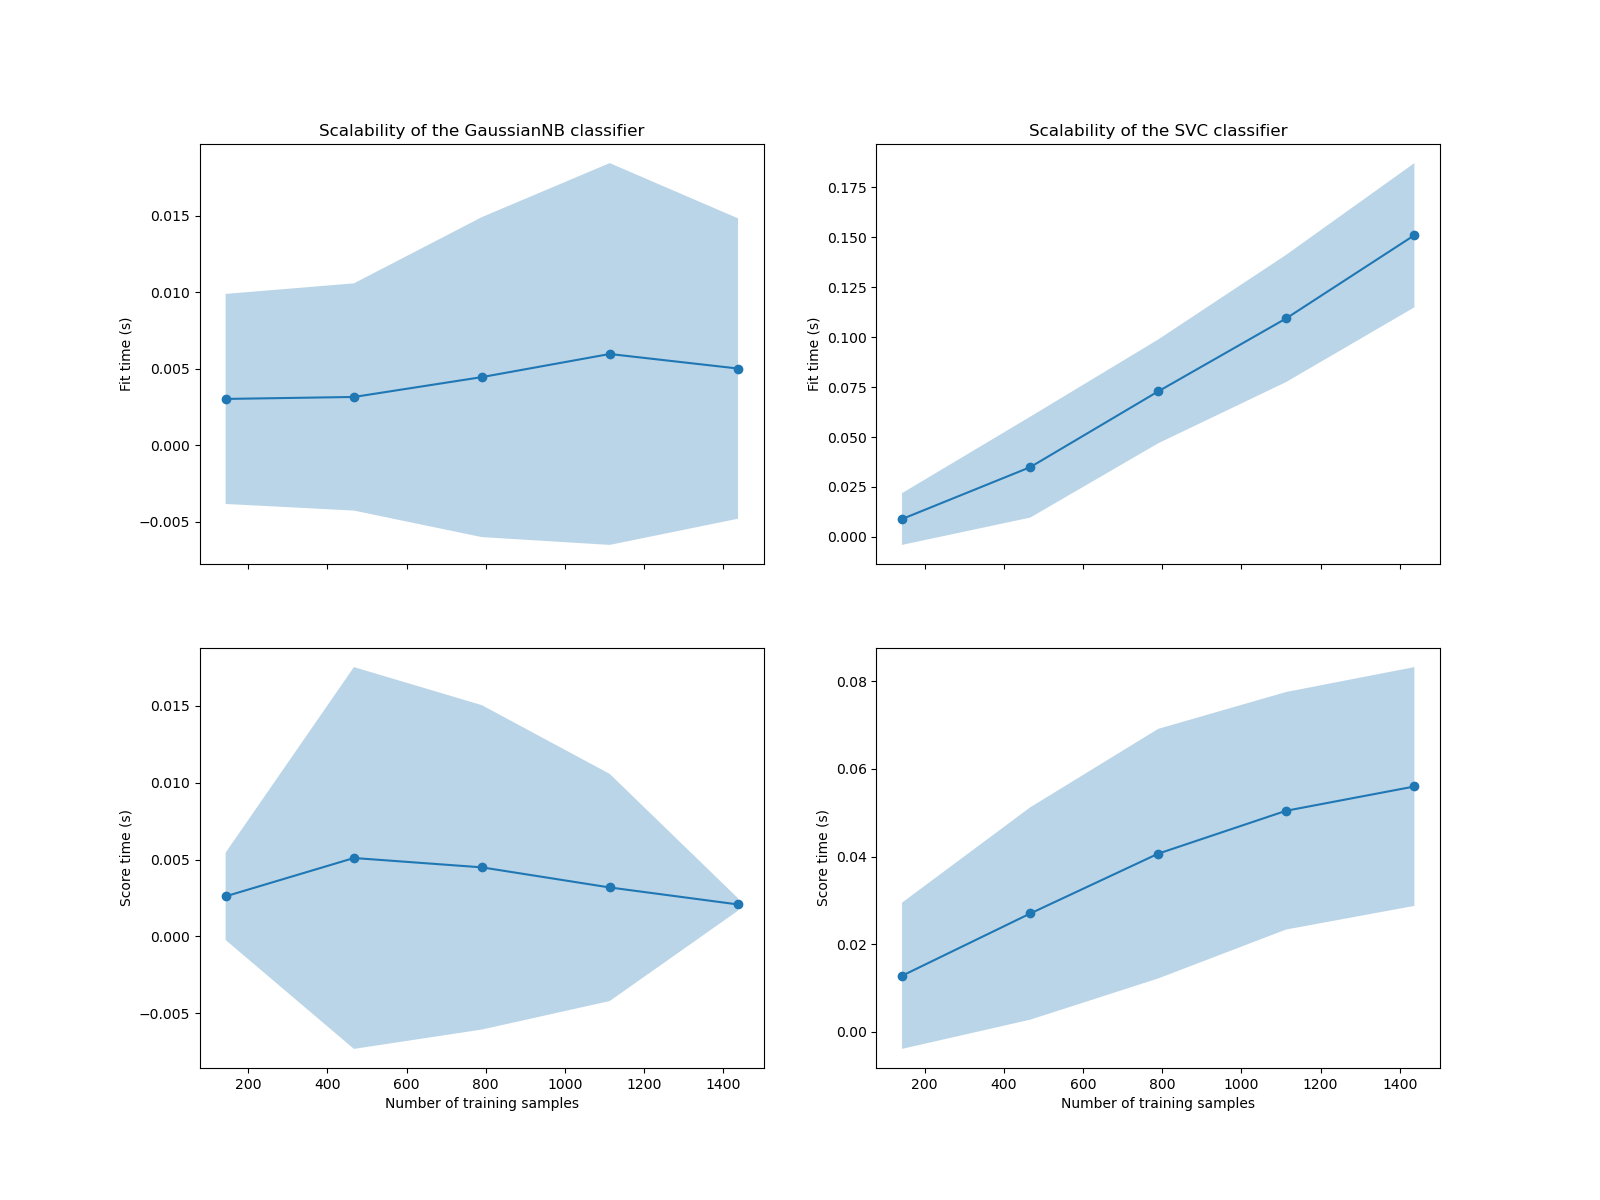 Scalability of the GaussianNB classifier
Fit time (s)
0.015
0.010
0.005
0.000
−0.005
Scalability of the SVC classifier
Fit time (s)
0.175
0.150
0.125
0.100
0.075
0.050
0.025
0.000
Score time (s)
0.015
0.010
0.005
0.000
−0.005
200 400 600 800 1000 1200 1400
Number of training samples
Score time (s)
0.08
0.06
0.04
0.02
0.00
200 400 600 800 1000 1200 1400
Number of training samples